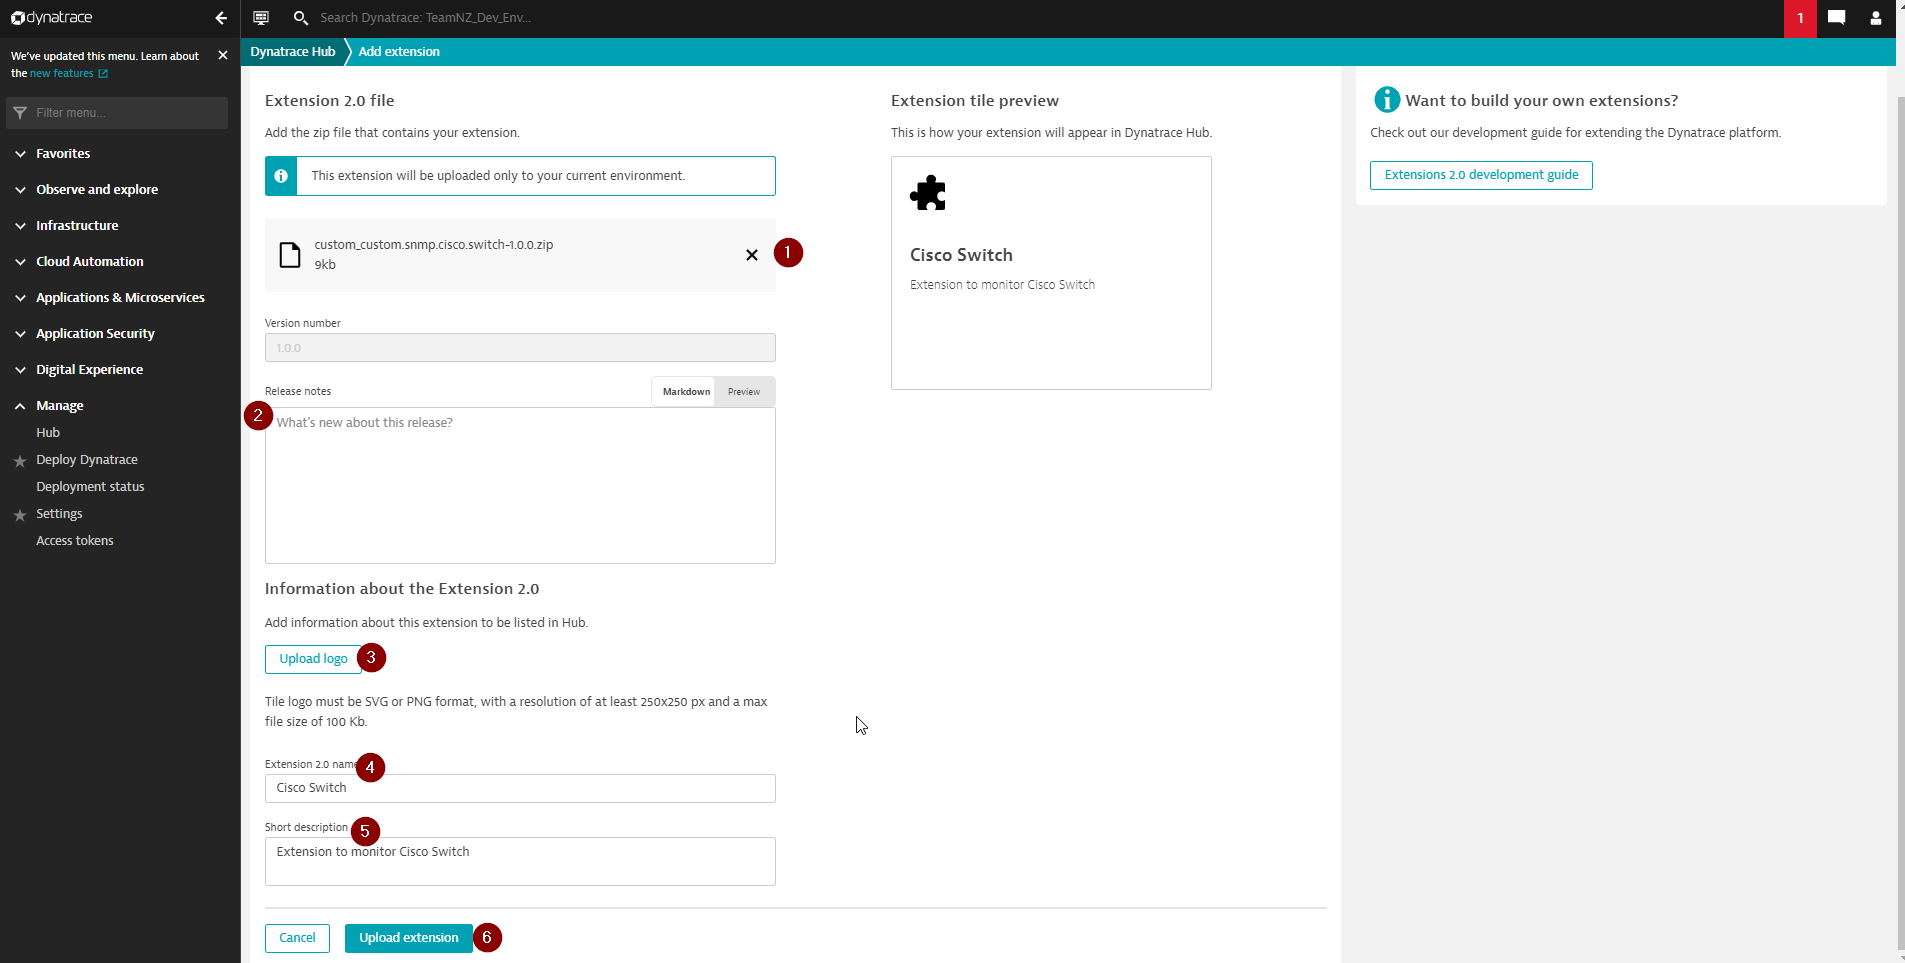 dynatrace
Search Dynatrace: TeamNZ_Dev_Env...
1
We've updated this menu. Learn about
the new features
Filter menu...
Favorites
Observe and explore
Infrastructure
Cloud Automation
Applications & Microservices
Application Security
Digital Experience
Manage
Hub
Deploy Dynatrace
Deployment status
Settings
Access tokens
Dynatrace Hub
Add extension
Extension 2.0 file
Add the zip file that contains your extension.
This extension will be uploaded only to your current environment.
custom_custom.snmp.cisco.switch-1.0.0.zip
9kb
1
Version number
1.0.0
Release notes
Markdown
Preview
2
What's new about this release?
Information about the Extension 2.0
Add information about this extension to be listed in Hub.
Upload logo
3
Tile logo must be SVG or PNG format, with a resolution of at least 250x250 px and a max
file size of 100 Kb.
Extension 2.0 name
4
Cisco Switch
Short description
5
Extension to monitor Cisco Switch
Cancel
Upload extension
6
Extension tile preview
This is how your extension will appear in Dynatrace Hub.
Cisco Switch
Extension to monitor Cisco Switch
Want to build your own extensions?
Check out our development guide for extending the Dynatrace platform.
Extensions 2.0 development guide